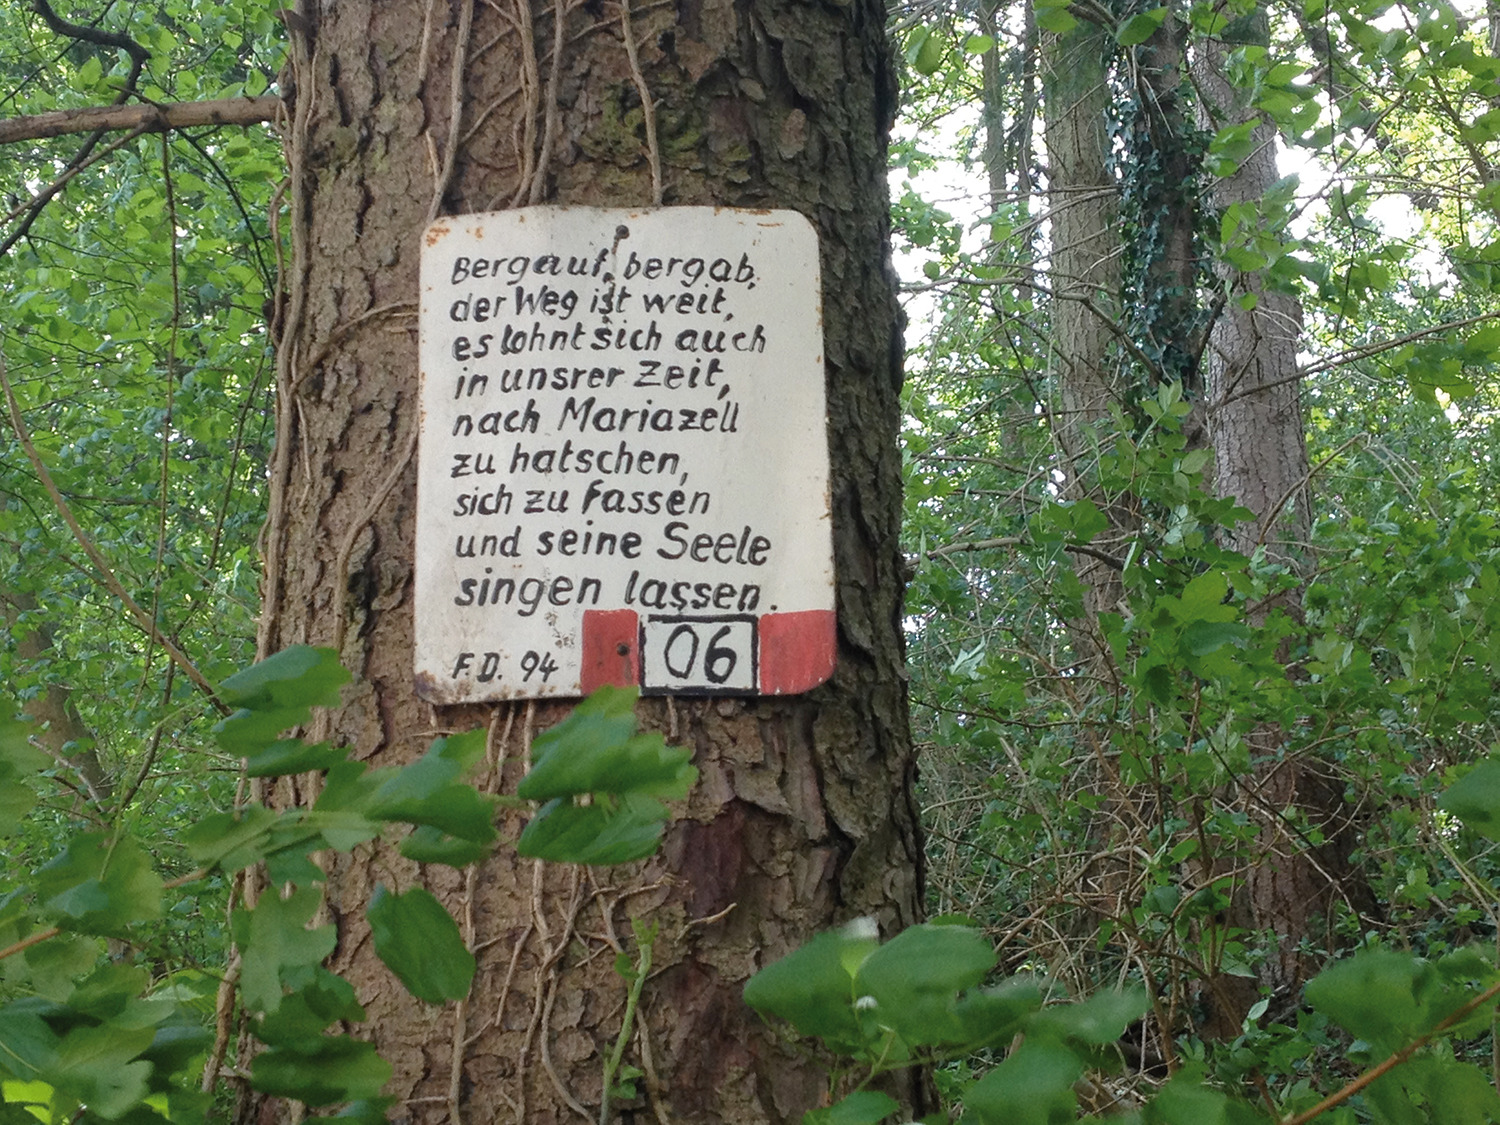 Bergauf, bergab,
der Weg ist weit,
es lohnt sich auch
in unsrer Zeit,
nach Mariazell
zu hatschen,
sich zu fassen
und seine Seele
singen lassen.
F.D. 94 06